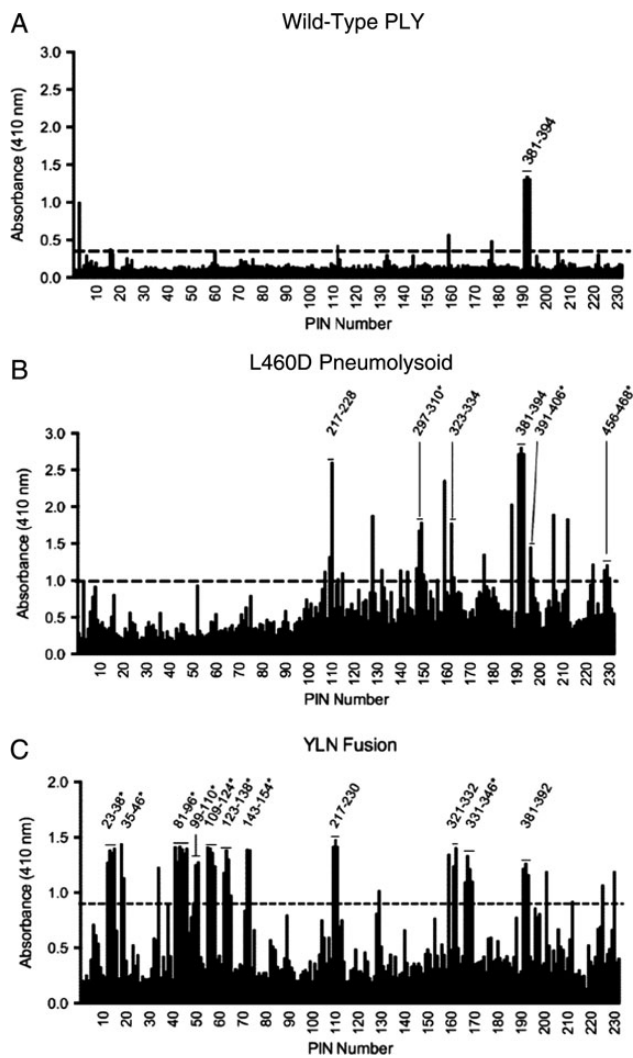 A
Wild-Type PLY
3.0
2.5
2.0
1.5
1.0
0.5
0.0
Absorbance (410 nm)
381-394
10 20 30 40 50 60 70 80 90 100 110 120 130 140 150 160 170 180 190 200 210 220 230
PIN Number
B
L460D Pneumolysoid
217-228 297-310* 323-334 381-394 391-406* 456-468*
3.0
2.5
2.0
1.5
1.0
0.5
0.0
Absorbance (410 nm)
10 20 30 40 50 60 70 80 90 100 110 120 130 140 150 160 170 180 190 200 210 220 230
PIN Number
C
YLN Fusion
23-38* 35-46* 81-96* 99-110* 109-124* 123-138* 143-154* 217-230 321-332 331-346* 381-392
2.0
1.5
1.0
0.5
0.0
Absorbance (410 nm)
10 20 30 40 50 60 70 80 90 100 110 120 130 140 150 160 170 180 190 200 210 220 230
PIN Number